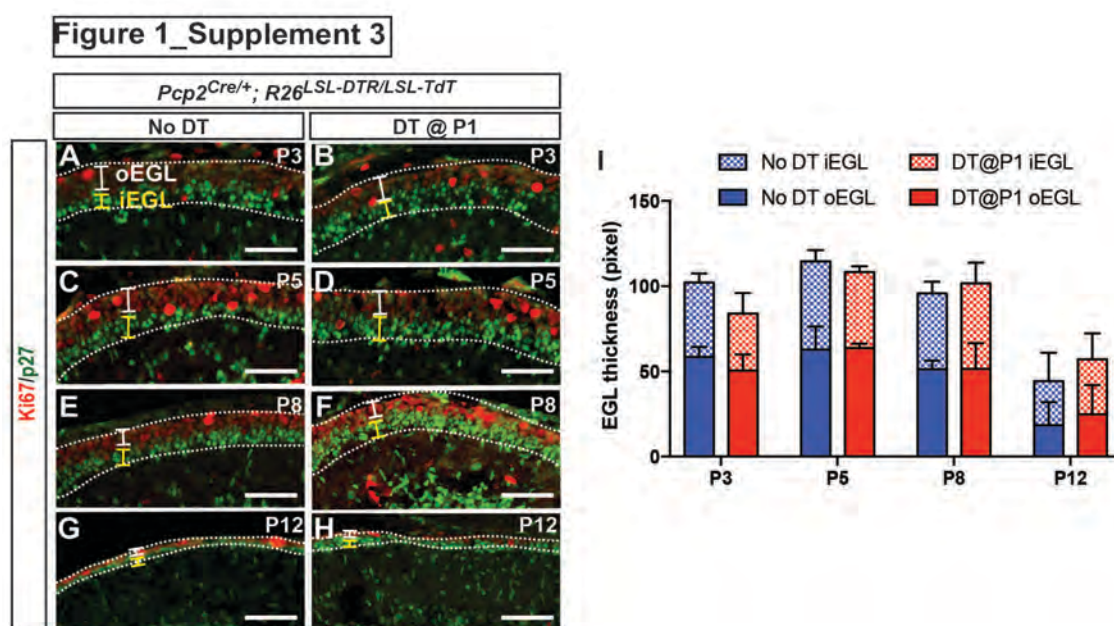 Figure 1_Supplement 3
Pcp2Cre/+; R26LSL-DTR/LSL-TdT
No DT
DT @ P1
Ki67/p27
A
P3
oEGL
iEGL
B
P3
C
P5
D
P5
E
P8
F
P8
G
P12
H
P12
I
No DT iEGL
DT@P1 iEGL
No DT oEGL
DT@P1 oEGL
EGL thickness (pixel)
150
100
50
0
P3
P5
P8
P12